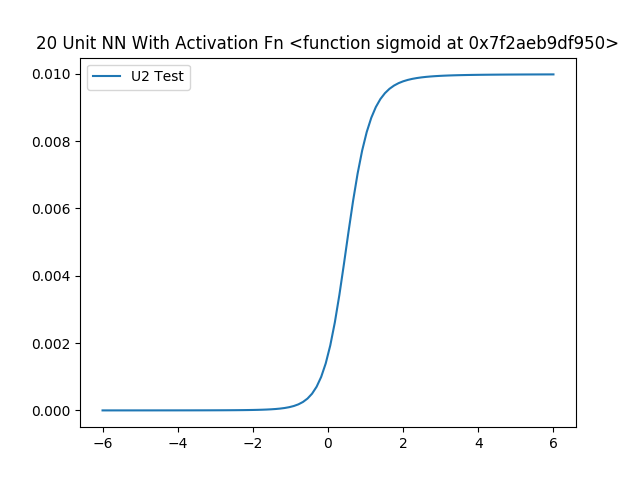 20 Unit NN With Activation Fn <function sigmoid at 0x7f2aeb9df950>
U2 Test
0.010
0.008
0.006
0.004
0.002
0.000
−6 −4 −2 0 2 4 6